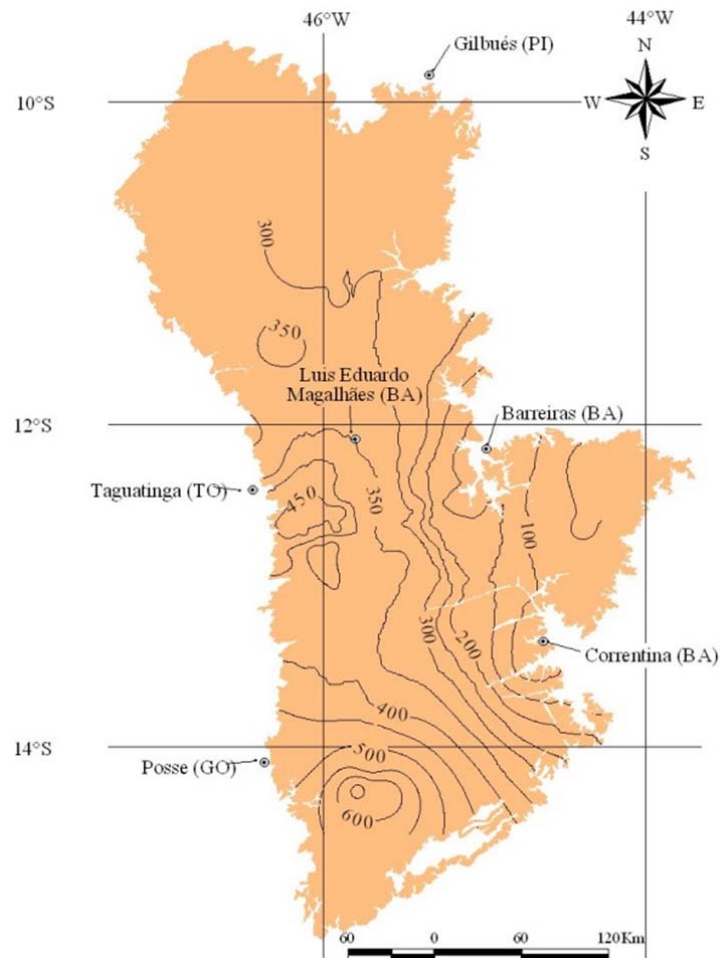 46°W
44°W
Gilbués (PI)
N
10°S
W
E
S
300
350
Luis Eduardo
Magalhães (BA)
12°S
Barreiras (BA)
Taguatinga (TO)
450
350
100
300
200
Correntina (BA)
400
14°S
500
Posse (GO)
600
60
0
60
120Km